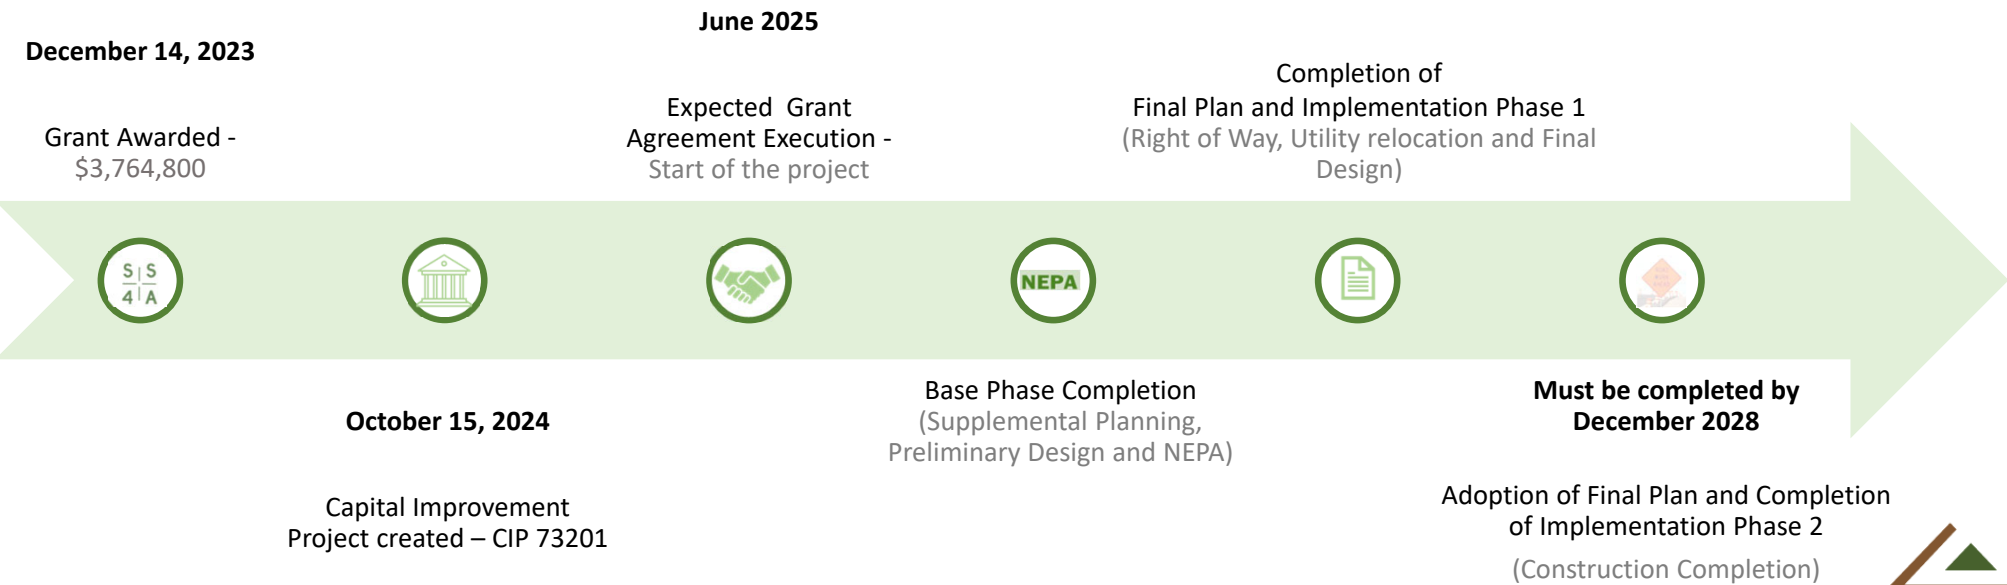 December 14, 2023
Grant Awarded -
$3,764,800
October 15, 2024
Capital Improvement
Project created – CIP 73201
June 2025
Expected Grant
Agreement Execution -
Start of the project
Base Phase Completion
(Supplemental Planning,
Preliminary Design and NEPA)
Completion of
Final Plan and Implementation Phase 1
(Right of Way, Utility relocation and Final
Design)
Must be completed by
December 2028
Adoption of Final Plan and Completion
of Implementation Phase 2
(Construction Completion)
S S
4 A
NEPA